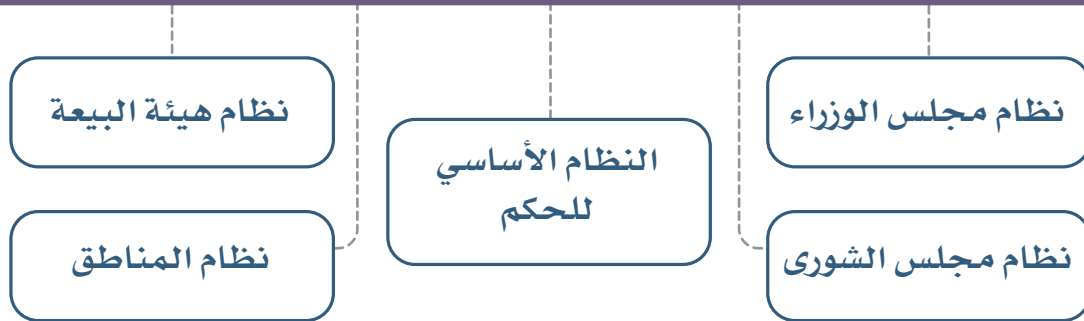 نظام مجلس الوزراء
نظام مجلس الشورى
النظام الأساسي
للحكم
نظام هيئة البيعة
نظام المناطق